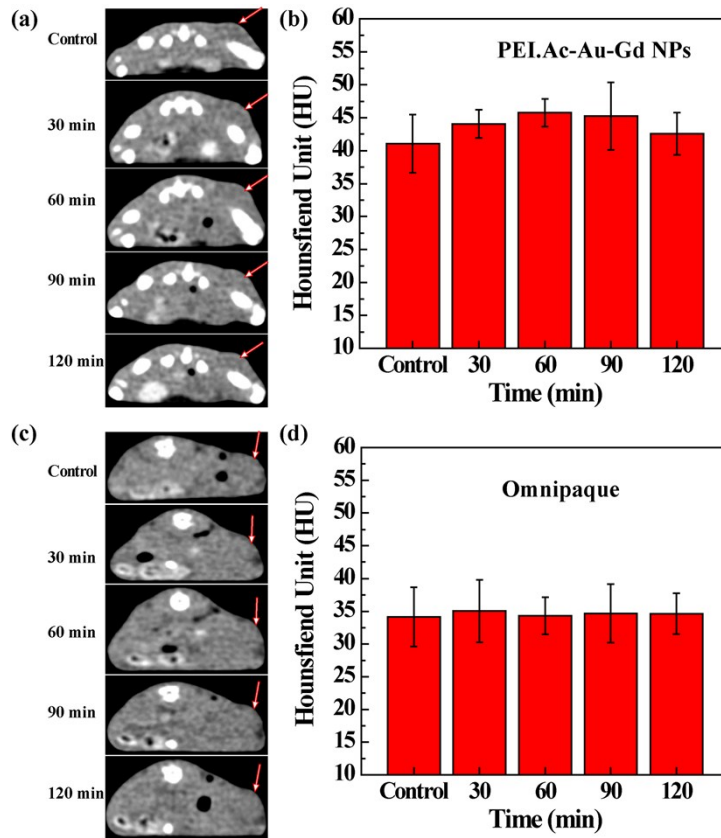 (a)
Control
30 min
60 min
90 min
120 min
(b)
PEI.Ac-Au-Gd NPs
Hounsfiend Unit (HU)
60
55
50
45
40
35
30
25
20
15
10
Control 30 60 90 120
Time (min)
(c)
Control
30 min
60 min
90 min
120 min
(d)
Omnipaque
Hounsfiend Unit (HU)
60
55
50
45
40
35
30
25
20
15
10
Control 30 60 90 120
Time (min)